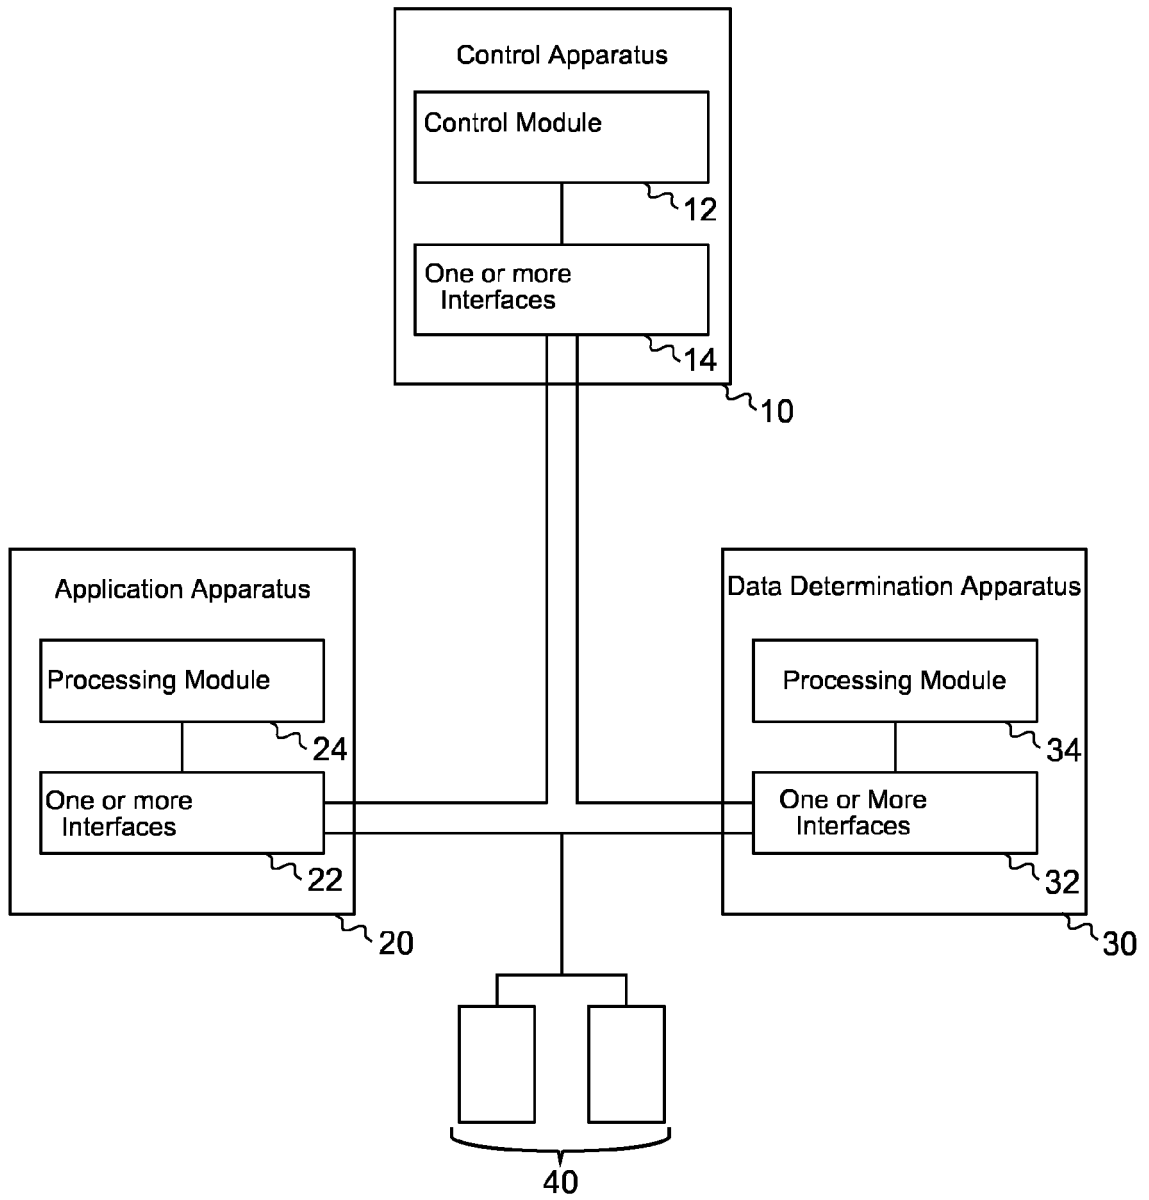 Control Apparatus
Control Module
12
One or more
Interfaces
14
10
Application Apparatus
Processing Module
24
One or more
Interfaces
22
20
Data Determination Apparatus
Processing Module
34
One or More
Interfaces
32
30
40